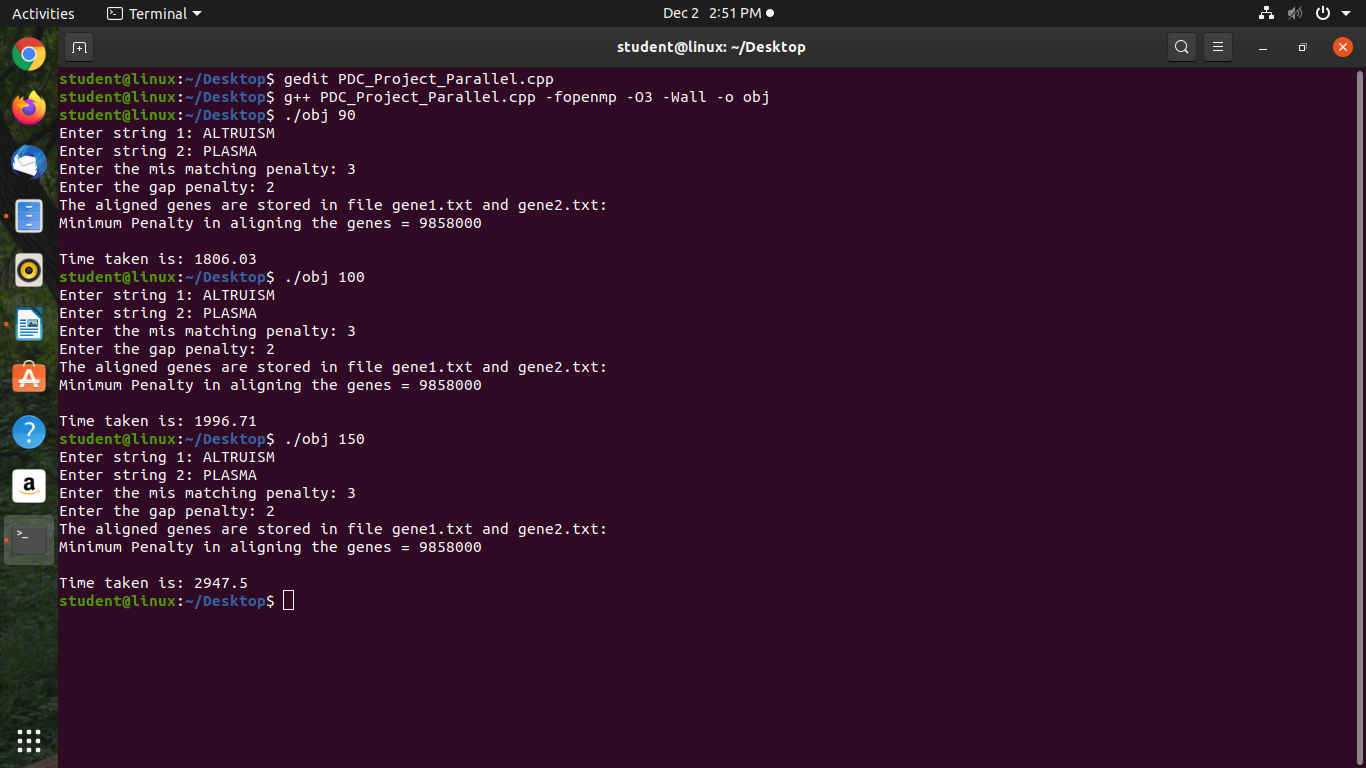 Activities
Terminal
Dec 2 2:51 PM
student@linux: ~/Desktop
student@linux:~/Desktop$ gedit PDC_Project_Parallel.cpp
student@linux:~/Desktop$ g++ PDC_Project_Parallel.cpp -fopenmp -O3 -Wall -o obj
student@linux:~/Desktop$ ./obj 90
Enter string 1: ALTRUISM
Enter string 2: PLASMA
Enter the mis matching penalty: 3
Enter the gap penalty: 2
The aligned genes are stored in file gene1.txt and gene2.txt:
Minimum Penalty in aligning the genes = 9858000
Time taken is: 1806.03
student@linux:~/Desktop$ ./obj 100
Enter string 1: ALTRUISM
Enter string 2: PLASMA
Enter the mis matching penalty: 3
Enter the gap penalty: 2
The aligned genes are stored in file gene1.txt and gene2.txt:
Minimum Penalty in aligning the genes = 9858000
Time taken is: 1996.71
student@linux:~/Desktop$ ./obj 150
Enter string 1: ALTRUISM
Enter string 2: PLASMA
Enter the mis matching penalty: 3
Enter the gap penalty: 2
The aligned genes are stored in file gene1.txt and gene2.txt:
Minimum Penalty in aligning the genes = 9858000
Time taken is: 2947.5
student@linux:~/Desktop$